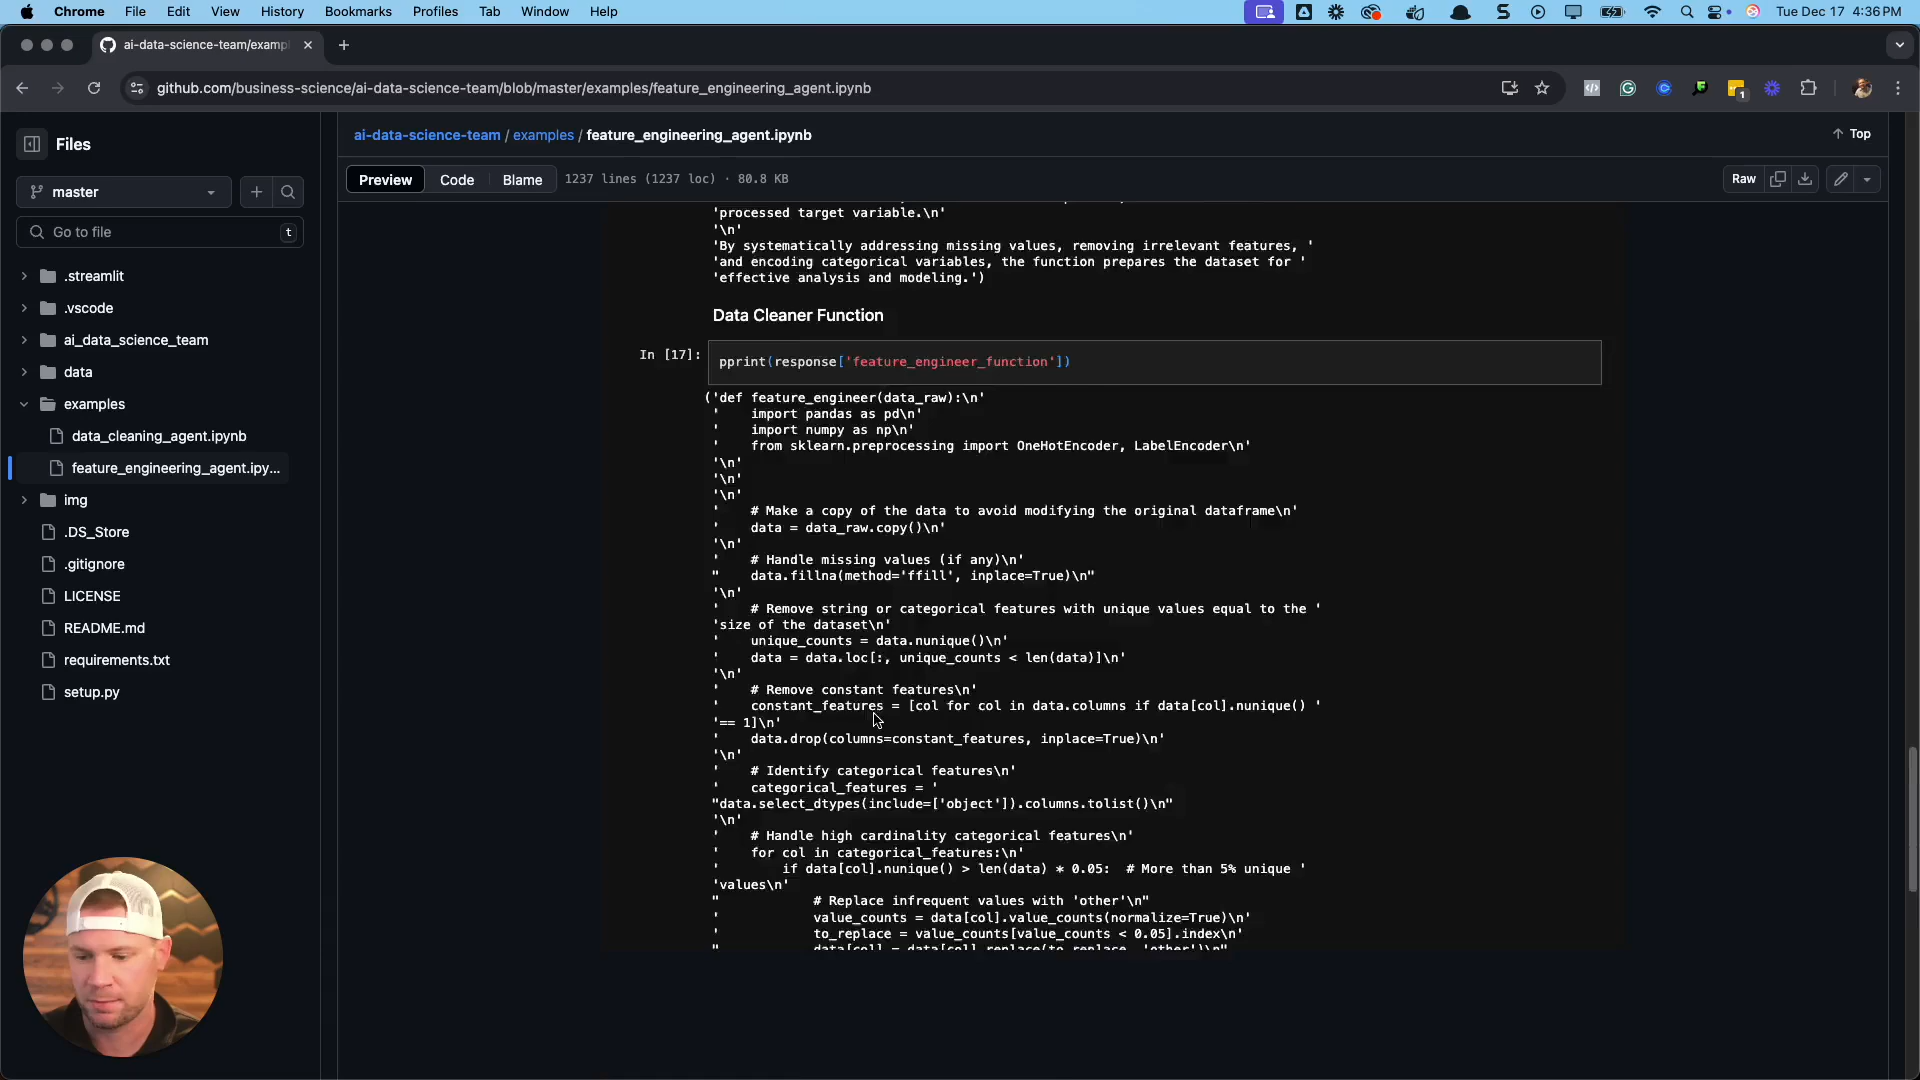 Chrome File Edit View History Bookmarks Profiles Tab Window Help
Tue Dec 17 4:36 PM
ai-data-science-team/exampl
github.com/business-science/ai-data-science-team/blob/master/examples/feature_engineering_agent.ipynb
1
Files
master
Go to file
t
.streamlit
.vscode
ai_data_science_team
data
examples
data_cleaning_agent.ipynb
feature_engineering_agent.ipy...
img
.DS_Store
.gitignore
LICENSE
README.md
requirements.txt
setup.py
ai-data-science-team / examples / feature_engineering_agent.ipynb
Top
Preview Code Blame 1237 lines (1237 loc) · 80.8 KB
Raw
'processed target variable.\n'
'\n'
'By systematically addressing missing values, removing irrelevant features, '
'and encoding categorical variables, the function prepares the dataset for '
'effective analysis and modeling.')
Data Cleaner Function
In [17]: pprint(response['feature_engineer_function'])
('def feature_engineer(data_raw):\n'
'    import pandas as pd\n'
'    import numpy as np\n'
'    from sklearn.preprocessing import OneHotEncoder, LabelEncoder\n'
'\n'
'\n'
'\n'
'    # Make a copy of the data to avoid modifying the original dataframe\n'
'    data = data_raw.copy()\n'
'\n'
'    # Handle missing values (if any)\n'
"    data.fillna(method='ffill', inplace=True)\n"
'\n'
'    # Remove string or categorical features with unique values equal to the '
'size of the dataset\n'
'    unique_counts = data.nunique()\n'
'    data = data.loc[:, unique_counts < len(data)]\n'
'\n'
'    # Remove constant features\n'
'    constant_features = [col for col in data.columns if data[col].nunique() '
'== 1]\n'
'    data.drop(columns=constant_features, inplace=True)\n'
'\n'
'    # Identify categorical features\n'
'    categorical_features = '
"data.select_dtypes(include=['object']).columns.tolist()\n"
'\n'
'    # Handle high cardinality categorical features\n'
'    for col in categorical_features:\n'
'        if data[col].nunique() > len(data) * 0.05:  # More than 5% unique '
'values\n'
"            # Replace infrequent values with 'other'\n"
'            value_counts = data[col].value_counts(normalize=True)\n'
'            to_replace = value_counts[value_counts < 0.05].index\n'
"            data[col] = data[col].replace(to_replace, 'other')\n"